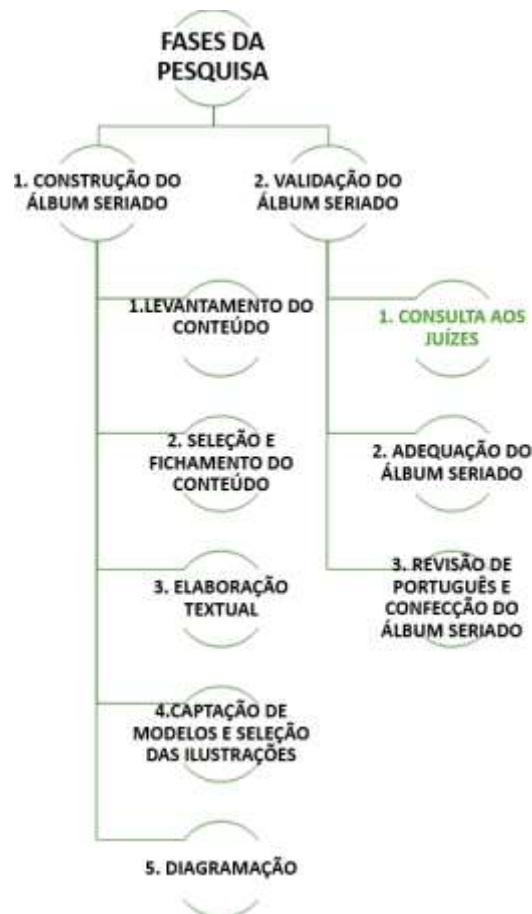 FASES DA
PESQUISA
1. CONSTRUÇÃO DO
ÁLBUM SERIADO
2. VALIDAÇÃO DO
ÁLBUM SERIADO
1.LEVANTAMENTO DO
CONTEÚDO
2. SELEÇÃO E
FICHAMENTO DO
CONTEÚDO
3. ELABORAÇÃO
TEXTUAL
4.CAPTAÇÃO DE
MODELOS E SELEÇÃO
DAS ILUSTRAÇÕES
5. DIAGRAMAÇÃO
1. CONSULTA AOS
JUÍZES
2. ADEQUAÇÃO DO
ÁLBUM SERIADO
3. REVISÃO DE
PORTUGUÊS E
CONFECÇÃO DO
ÁLBUM SERIADO